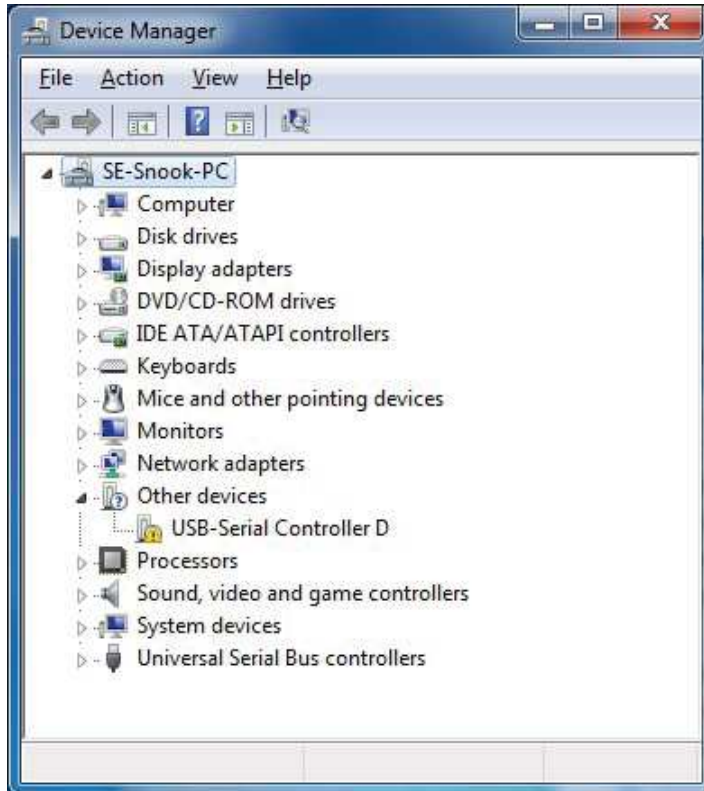 Device Manager
File Action View Help
SE-Snook-PC
Computer
Disk drives
Display adapters
DVD/CD-ROM drives
IDE ATA/ATAPI controllers
Keyboards
Mice and other pointing devices
Monitors
Network adapters
Other devices
USB-Serial Controller D
Processors
Sound, video and game controllers
System devices
Universal Serial Bus controllers